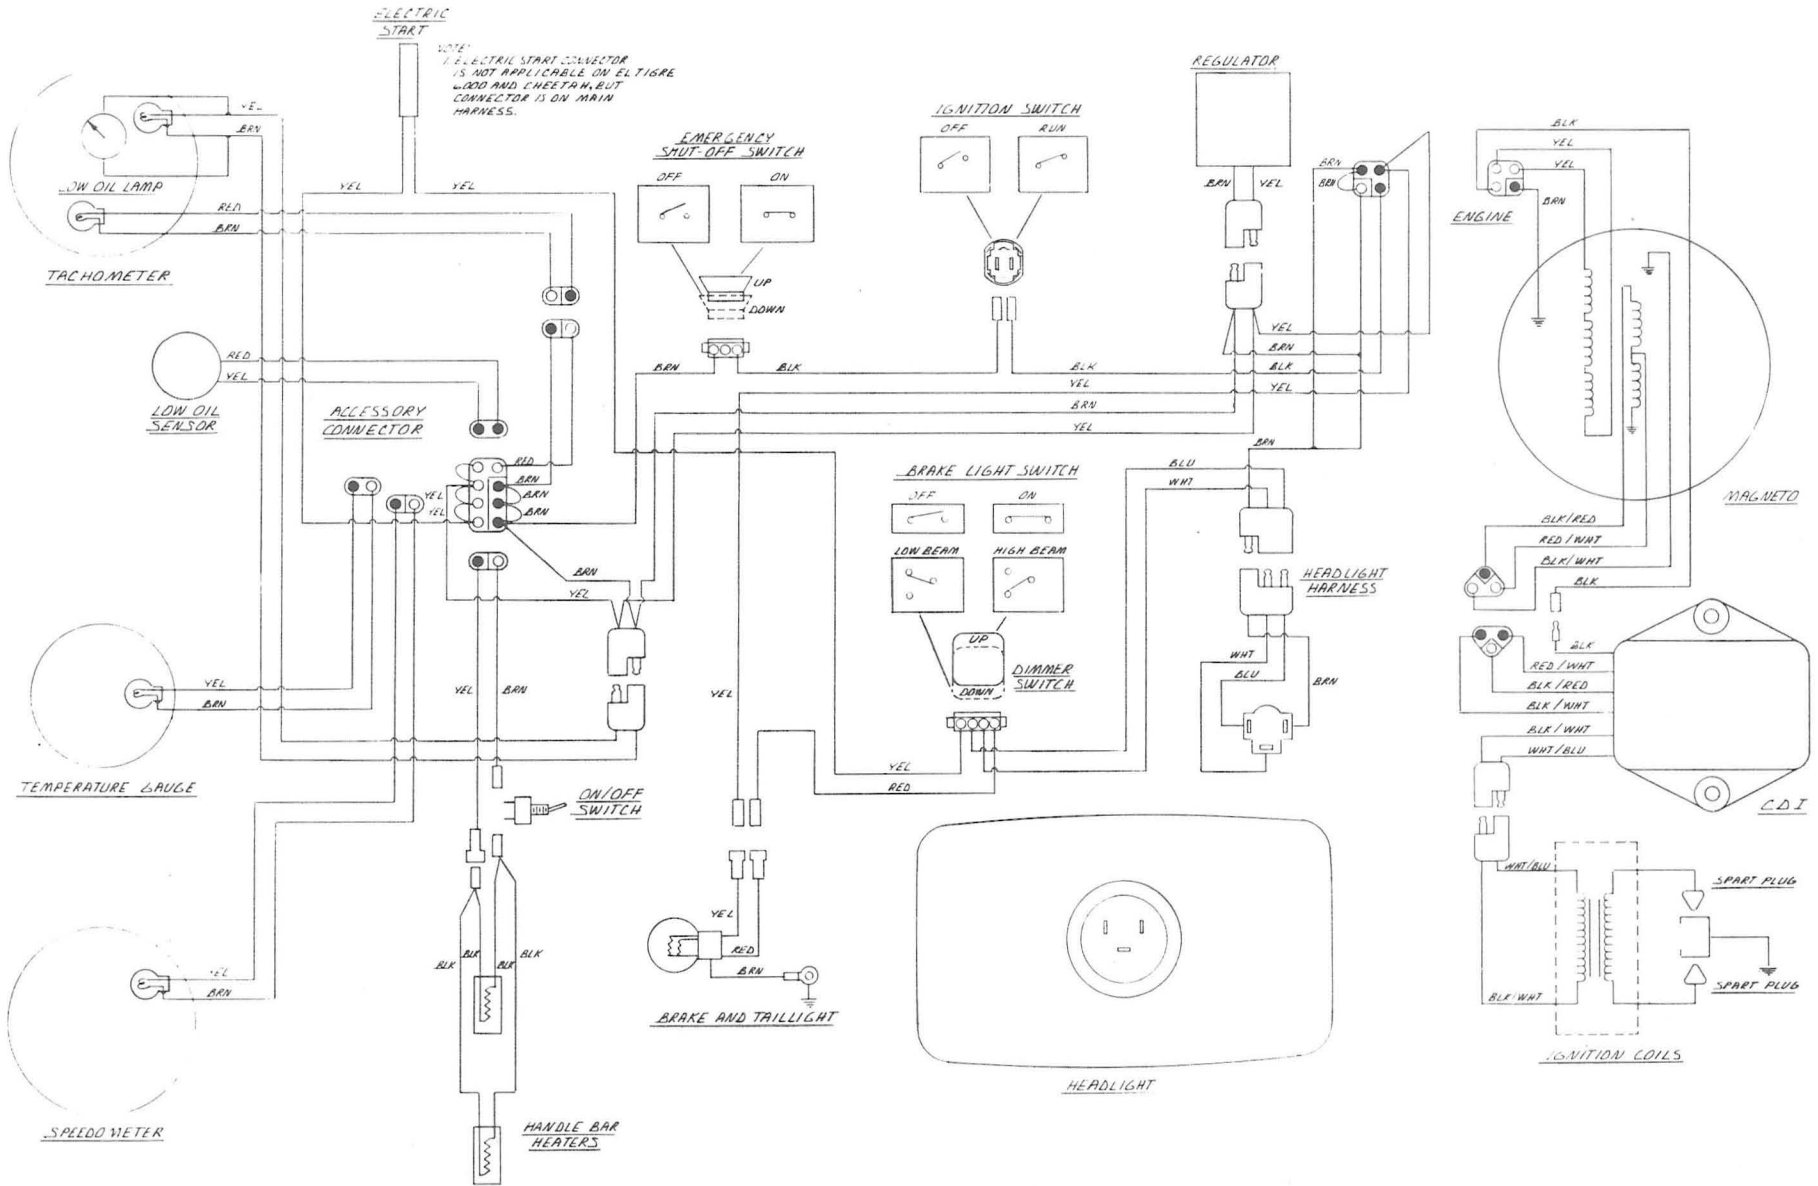 ELECTRIC
START
NOTE:
1. ELECTRIC START CONNECTOR
IS NOT APPLICABLE ON EL TIGRE
6000 AND CHEETAH, BUT
CONNECTOR IS ON MAIN
HARNESS.
YEL
BRN
LOW OIL LAMP
RED
BRN
TACHOMETER
YEL
YEL
EMERGENCY
SHUT-OFF SWITCH
OFF
ON
UP
DOWN
IGNITION SWITCH
OFF
RUN
REGULATOR
BRN
YEL
BRN
BRN
BLK
YEL
YEL
BRN
ENGINE
MAGNETO
RED
YEL
LOW OIL
SENSOR
ACCESSORY
CONNECTOR
RED
BRN
BRN
BRN
YEL
YEL
BRN
YEL
BRN
BLK
BLK
YEL
BRN
YEL
YEL
BRN
BLK
YEL
BRN
BLU
WHT
BRAKE LIGHT SWITCH
OFF
ON
LOW BEAM
HIGH BEAM
UP
DOWN
DIMMER
SWITCH
HEADLIGHT
HARNESS
WHT
BLU
BRN
BLK/RED
RED/WHT
BLK/WHT
BLK
BLK
RED/WHT
BLK/RED
BLK/WHT
BLK/WHT
WHT/BLU
CDI
YEL
BRN
TEMPERATURE GAUGE
YEL
BRN
YEL
YEL
RED
ON/OFF
SWITCH
YEL
RED
BRN
BRAKE AND TAILLIGHT
BLK
BLK
BLK
BLK
HANDLE BAR
HEATERS
YEL
BRN
SPEEDOMETER
HEADLIGHT
WHT/BLU
BLK/WHT
SPART PLUG
SPART PLUG
IGNITION COILS